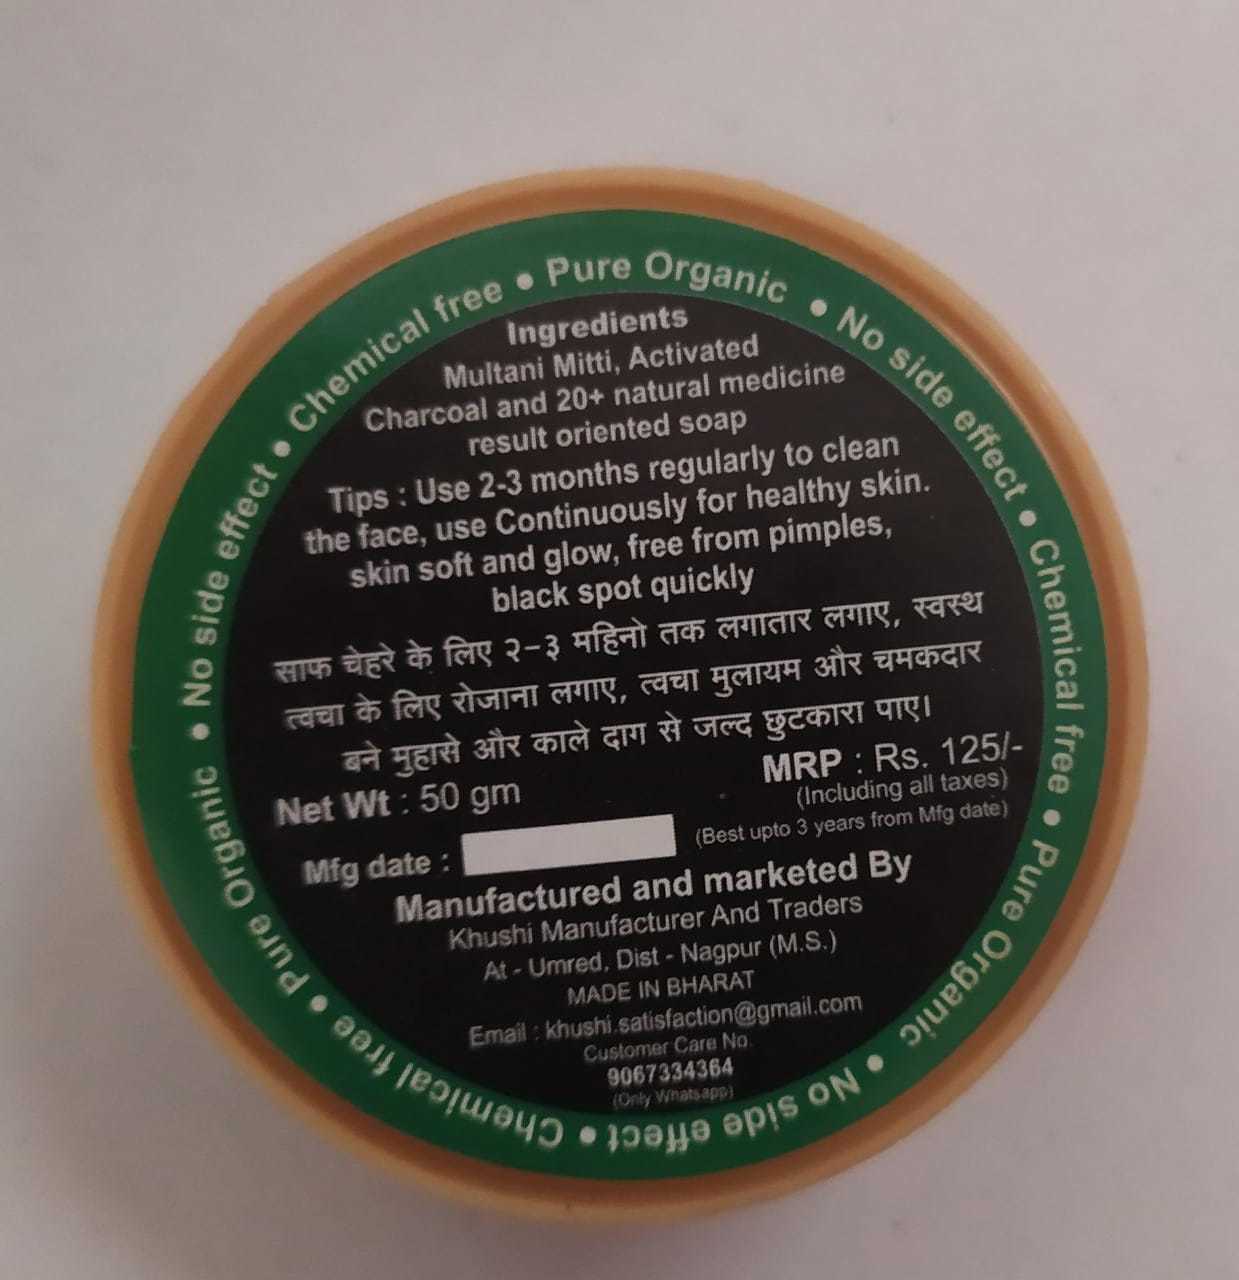 • Chemical free • Pure Organic • No side effect • Chemical free • Pure Organic • No side effect • Chemical free • Pure Organic • No side effect
Ingredients
Multani Mitti, Activated
Charcoal and 20+ natural medicine
result oriented soap
Tips : Use 2-3 months regularly to clean
the face, use Continuously for healthy skin.
skin soft and glow, free from pimples,
black spot quickly
साफ चेहरे के लिए २-३ महिनो तक लगातार लगाए, स्वस्थ
त्वचा के लिए रोजाना लगाए, त्वचा मुलायम और चमकदार
बने मुहासे और काले दाग से जल्द छुटकारा पाए।
Net Wt : 50 gm
MRP : Rs. 125/-
(Including all taxes)
Mfg date :
(Best upto 3 years from Mfg date)
Manufactured and marketed By
Khushi Manufacturer And Traders
At - Umred, Dist - Nagpur (M.S.)
MADE IN BHARAT
Email : khushi.satisfaction@gmail.com
Customer Care No.
9067334364
(Only Whatsapp)